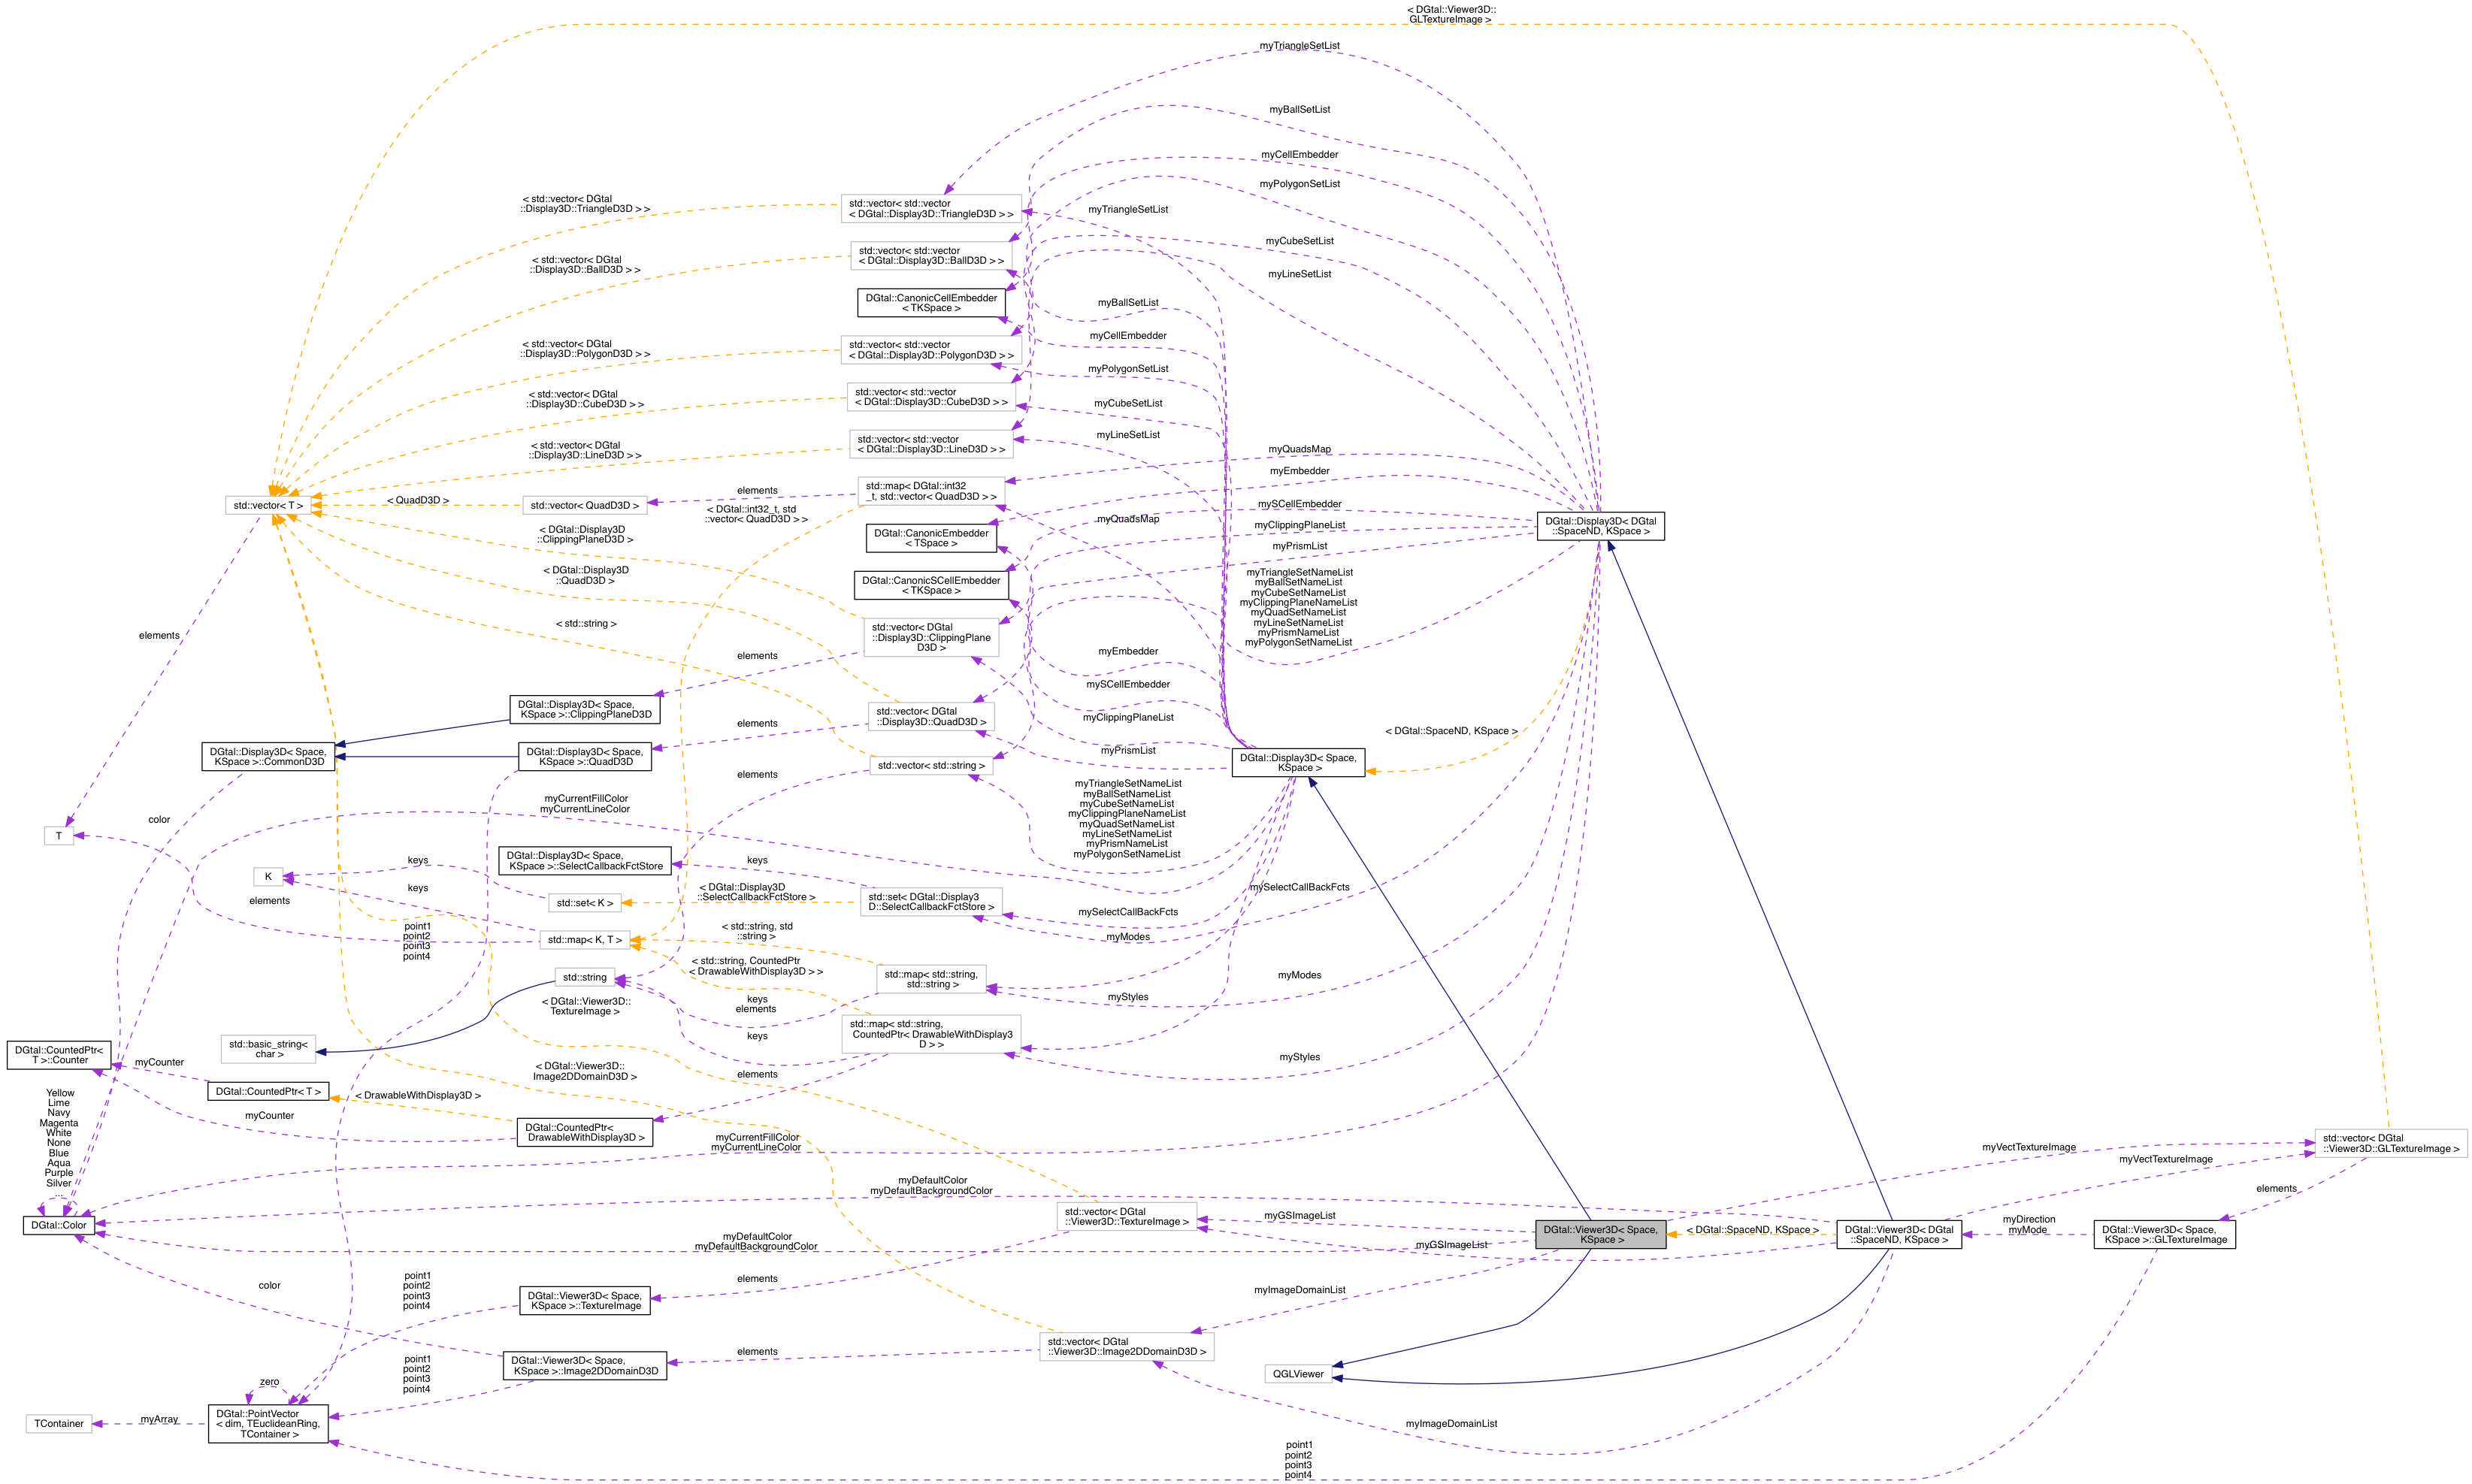 < DGtal::Viewer3D::
GLTextureImage >
myTriangleSetList
myBallSetList
myCellEmbedder
myPolygonSetList
< std::vector< DGtal
::Display3D::TriangleD3D > >
std::vector< std::vector
< DGtal::Display3D::TriangleD3D > >
myTriangleSetList
myCubeSetList
< std::vector< DGtal
::Display3D::BallD3D > >
std::vector< std::vector
< DGtal::Display3D::BallD3D > >
myLineSetList
DGtal::CanonicCellEmbedder
< TKSpace >
myBallSetList
myCellEmbedder
< std::vector< DGtal
::Display3D::PolygonD3D > >
std::vector< std::vector
< DGtal::Display3D::PolygonD3D > >
myPolygonSetList
< std::vector< DGtal
::Display3D::CubeD3D > >
std::vector< std::vector
< DGtal::Display3D::CubeD3D > >
myCubeSetList
< std::vector< DGtal
::Display3D::LineD3D > >
std::vector< std::vector
< DGtal::Display3D::LineD3D > >
myLineSetList
myQuadsMap
myEmbedder
std::vector< T >
< QuadD3D >
std::vector< QuadD3D >
elements
std::map< DGtal::int32
_t, std::vector< QuadD3D > >
< DGtal::int32_t, std
::vector< QuadD3D > >
myQuadsMap
mySCellEmbedder
myClippingPlaneList
myPrismList
DGtal::Display3D< DGtal
::SpaceND, KSpace >
< DGtal::Display3D
::ClippingPlaneD3D >
DGtal::CanonicEmbedder
< TSpace >
< DGtal::Display3D
::QuadD3D >
DGtal::CanonicSCellEmbedder
< TKSpace >
myTriangleSetNameList
myBallSetNameList
myCubeSetNameList
myClippingPlaneNameList
myQuadSetNameList
myLineSetNameList
myPrismNameList
myPolygonSetNameList
< std::string >
elements
std::vector< DGtal
::Display3D::ClippingPlane
D3D >
elements
myEmbedder
mySCellEmbedder
DGtal::Display3D< Space,
KSpace >::ClippingPlaneD3D
std::vector< DGtal
::Display3D::QuadD3D >
elements
myClippingPlaneList
< DGtal::SpaceND, KSpace >
DGtal::Display3D< Space,
KSpace >::CommonD3D
DGtal::Display3D< Space,
KSpace >::QuadD3D
std::vector< std::string >
elements
myPrismList
DGtal::Display3D< Space,
KSpace >
T
color
myCurrentFillColor
myCurrentLineColor
myTriangleSetNameList
myBallSetNameList
myCubeSetNameList
myClippingPlaneNameList
myQuadSetNameList
myLineSetNameList
myPrismNameList
myPolygonSetNameList
K
keys
keys
DGtal::Display3D< Space,
KSpace >::SelectCallbackFctStore
keys
elements
std::set< K >
< DGtal::Display3D
::SelectCallbackFctStore >
std::set< DGtal::Display3
D::SelectCallbackFctStore >
mySelectCallBackFcts
mySelectCallBackFcts
point1
point2
point3
point4
std::map< K, T >
< std::string, std
::string >
myModes
< std::string, CountedPtr
< DrawableWithDisplay3D > >
std::string
std::map< std::string,
std::string >
myModes
myStyles
< DGtal::Viewer3D::
TextureImage >
keys
elements
keys
std::map< std::string,
CountedPtr< DrawableWithDisplay3
D > >
std::basic_string<
char >
DGtal::CountedPtr<
T >::Counter
myCounter
< DGtal::Viewer3D::
Image2DDomainD3D >
elements
myStyles
DGtal::CountedPtr< T >
< DrawableWithDisplay3D >
Yellow
Lime
Navy
Magenta
White
None
Blue
Aqua
Purple
Silver
...
myCounter
DGtal::CountedPtr<
DrawableWithDisplay3D >
myCurrentFillColor
myCurrentLineColor
myVectTextureImage
myVectTextureImage
std::vector< DGtal
::Viewer3D::GLTextureImage >
myDefaultColor
myDefaultBackgroundColor
elements
DGtal::Color
std::vector< DGtal
::Viewer3D::TextureImage >
myGSImageList
DGtal::Viewer3D< Space,
KSpace >
< DGtal::SpaceND, KSpace >
DGtal::Viewer3D< DGtal
::SpaceND, KSpace >
myDirection
myMode
DGtal::Viewer3D< Space,
KSpace >::GLTextureImage
myDefaultColor
myDefaultBackgroundColor
myGSImageList
color
point1
point2
point3
point4
elements
DGtal::Viewer3D< Space,
KSpace >::TextureImage
myImageDomainList
std::vector< DGtal
::Viewer3D::Image2DDomainD3D >
elements
point1
point2
point3
point4
DGtal::Viewer3D< Space,
KSpace >::Image2DDomainD3D
QGLViewer
zero
TContainer
myArray
DGtal::PointVector
< dim, TEuclideanRing,
TContainer >
myImageDomainList
point1
point2
point3
point4